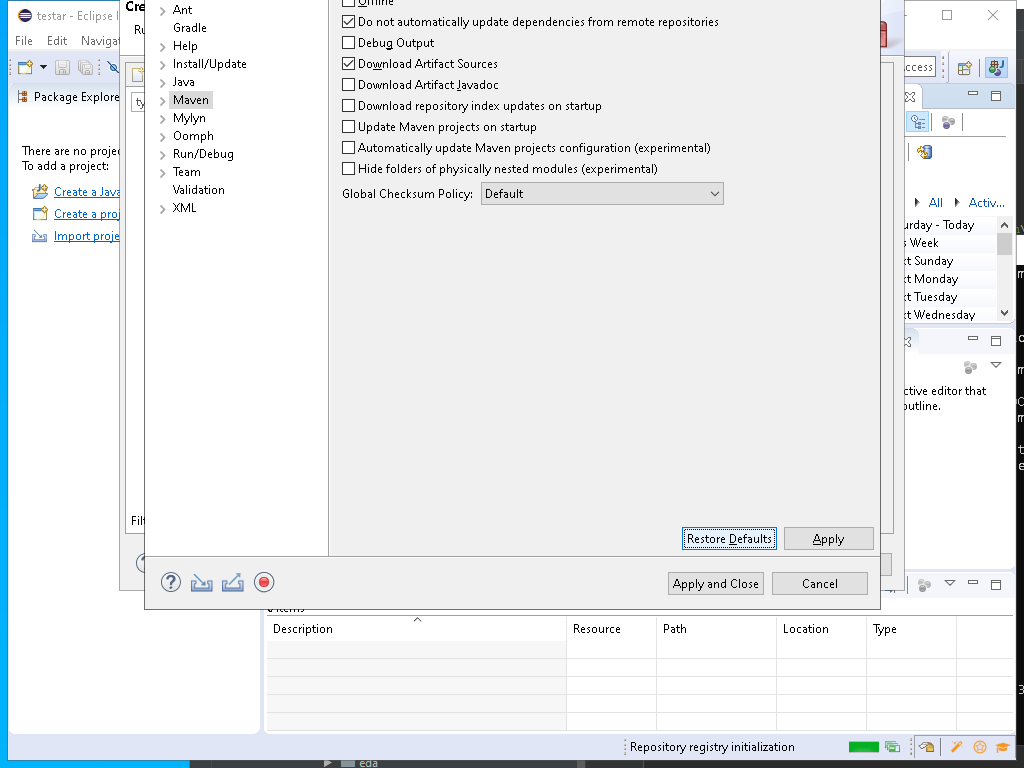 testar - Eclipse I
Cre
File Edit Navigat
Ru
Package Explore
ty
There are no projec
To add a project:
Create a Java
Create a proj
Import proje
Filt
Ant
Gradle
Help
Install/Update
Java
Maven
Mylyn
Oomph
Run/Debug
Team
Validation
XML
Offline
Do not automatically update dependencies from remote repositories
Debug Output
Download Artifact Sources
Download Artifact Javadoc
Download repository index updates on startup
Update Maven projects on startup
Automatically update Maven projects configuration (experimental)
Hide folders of physically nested modules (experimental)
Global Checksum Policy: Default
Restore Defaults Apply
Apply and Close Cancel
ccess
All Activ...
urday - Today
s Week
xt Sunday
xt Monday
xt Tuesday
xt Wednesday
ctive editor that
outline.
0 items
Description Resource Path Location Type
Repository registry initialization
eda